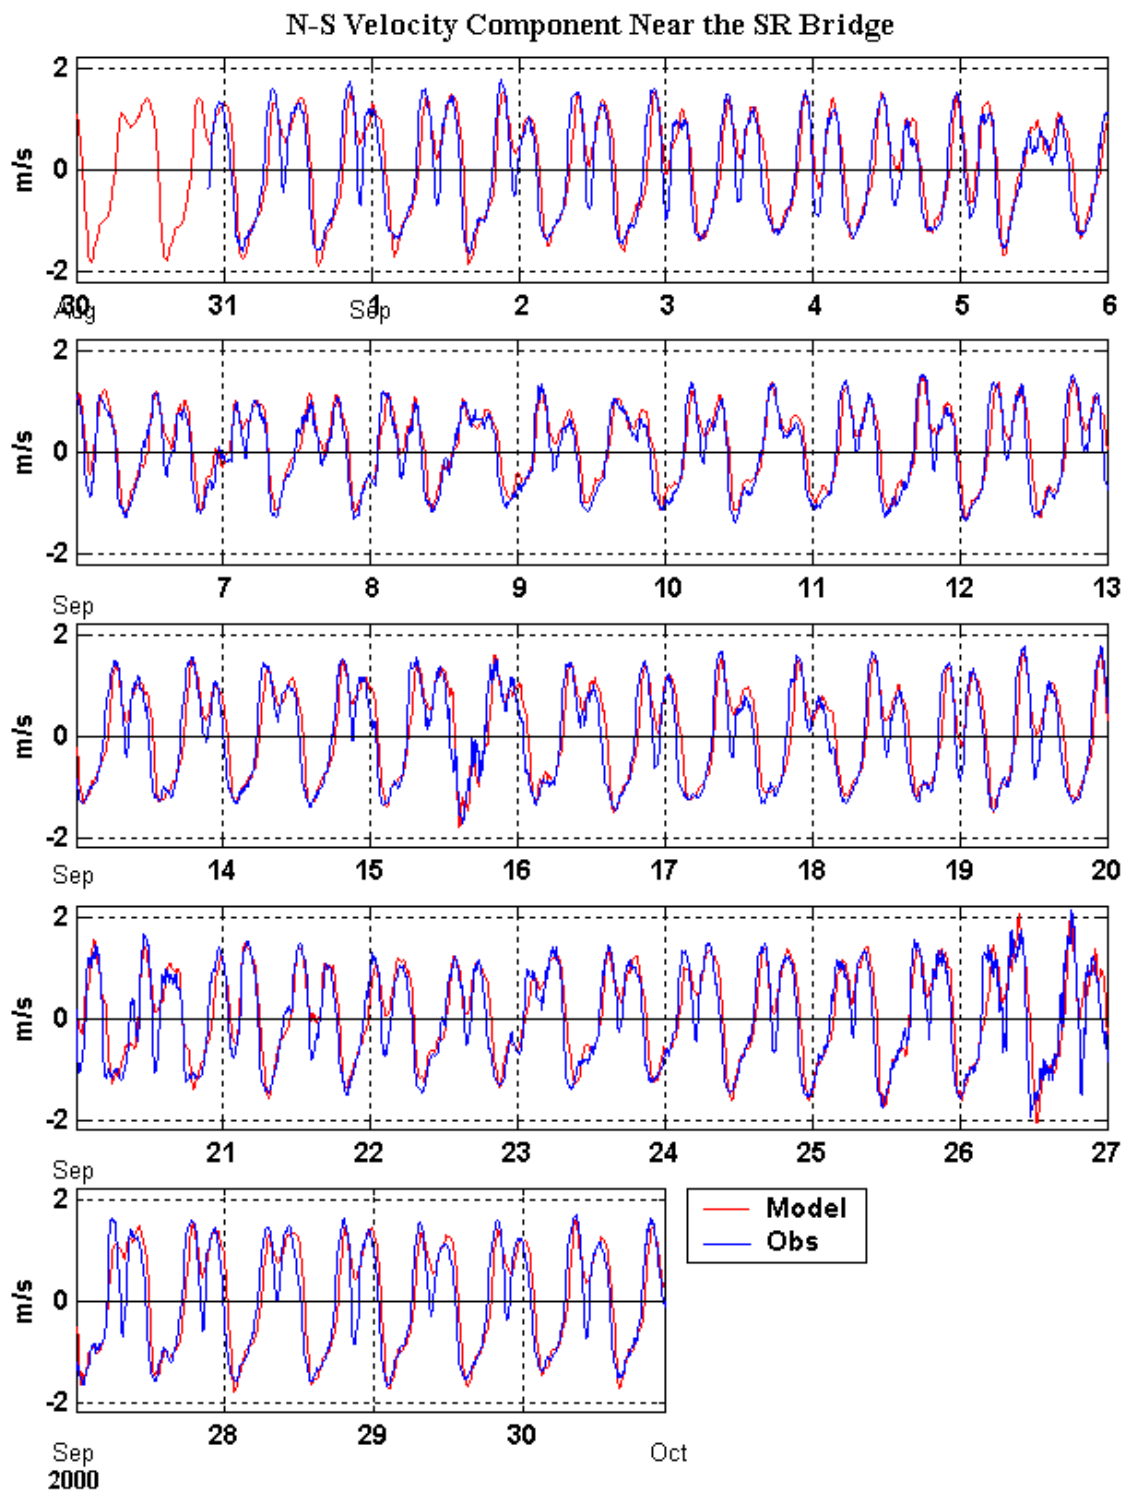 N-S Velocity Component Near the SR Bridge
2
0
-2
m/s
30 31 1 2 3 4 5 6
Aug Sep
2
0
-2
m/s
7 8 9 10 11 12 13
Sep
2
0
-2
m/s
14 15 16 17 18 19 20
Sep
2
0
-2
m/s
21 22 23 24 25 26 27
Sep
2
0
-2
m/s
Model
Obs
28 29 30
Sep Oct
2000